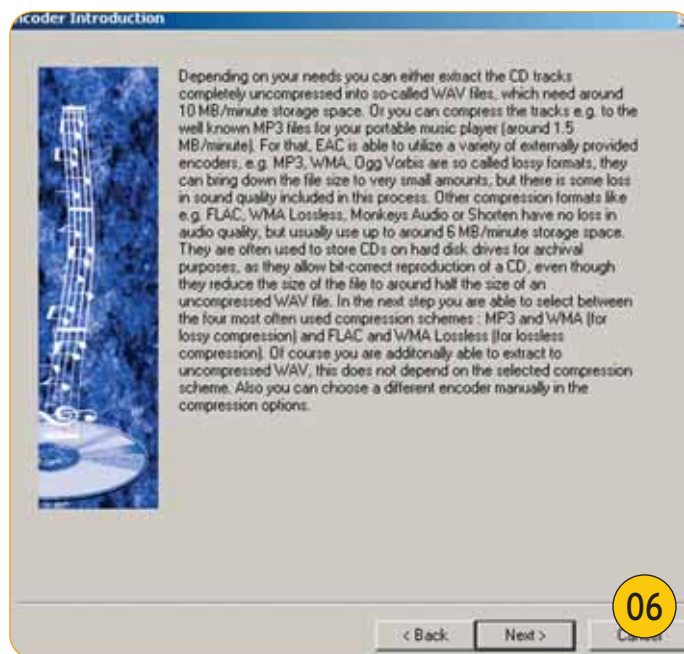 Encoder Introduction
Depending on your needs you can either extract the CD tracks
completely uncompressed into so-called WAV files, which need around
10 MB/minute storage space. Or you can compress the tracks e.g. to the
well known MP3 files for your portable music player (around 1.5
MB/minute). For that, EAC is able to utilize a variety of externally provided
encoders, e.g. MP3, WMA, Ogg Vorbis are so called lossy formats, they
can bring down the file size to very small amounts, but there is some loss
in sound quality included in this process. Other compression formats like
e.g. FLAC, WMA Lossless, Monkeys Audio or Shorten have no loss in
audio quality, but usually use up to around 6 MB/minute storage space.
They are often used to store CDs on hard disk drives for archival
purposes, as they allow bit-correct reproduction of a CD, even though
they reduce the size of the file to around half the size of an
uncompressed WAV file. In the next step you are able to select between
the four most often used compression schemes : MP3 and WMA (for
lossy compression) and FLAC and WMA Lossless (for lossless
compression). Of course you are additonally able to extract to
uncompressed WAV, this does not depend on the selected compression
scheme. Also you can choose a different encoder manually in the
compression options.
06
< Back Next > Cancel